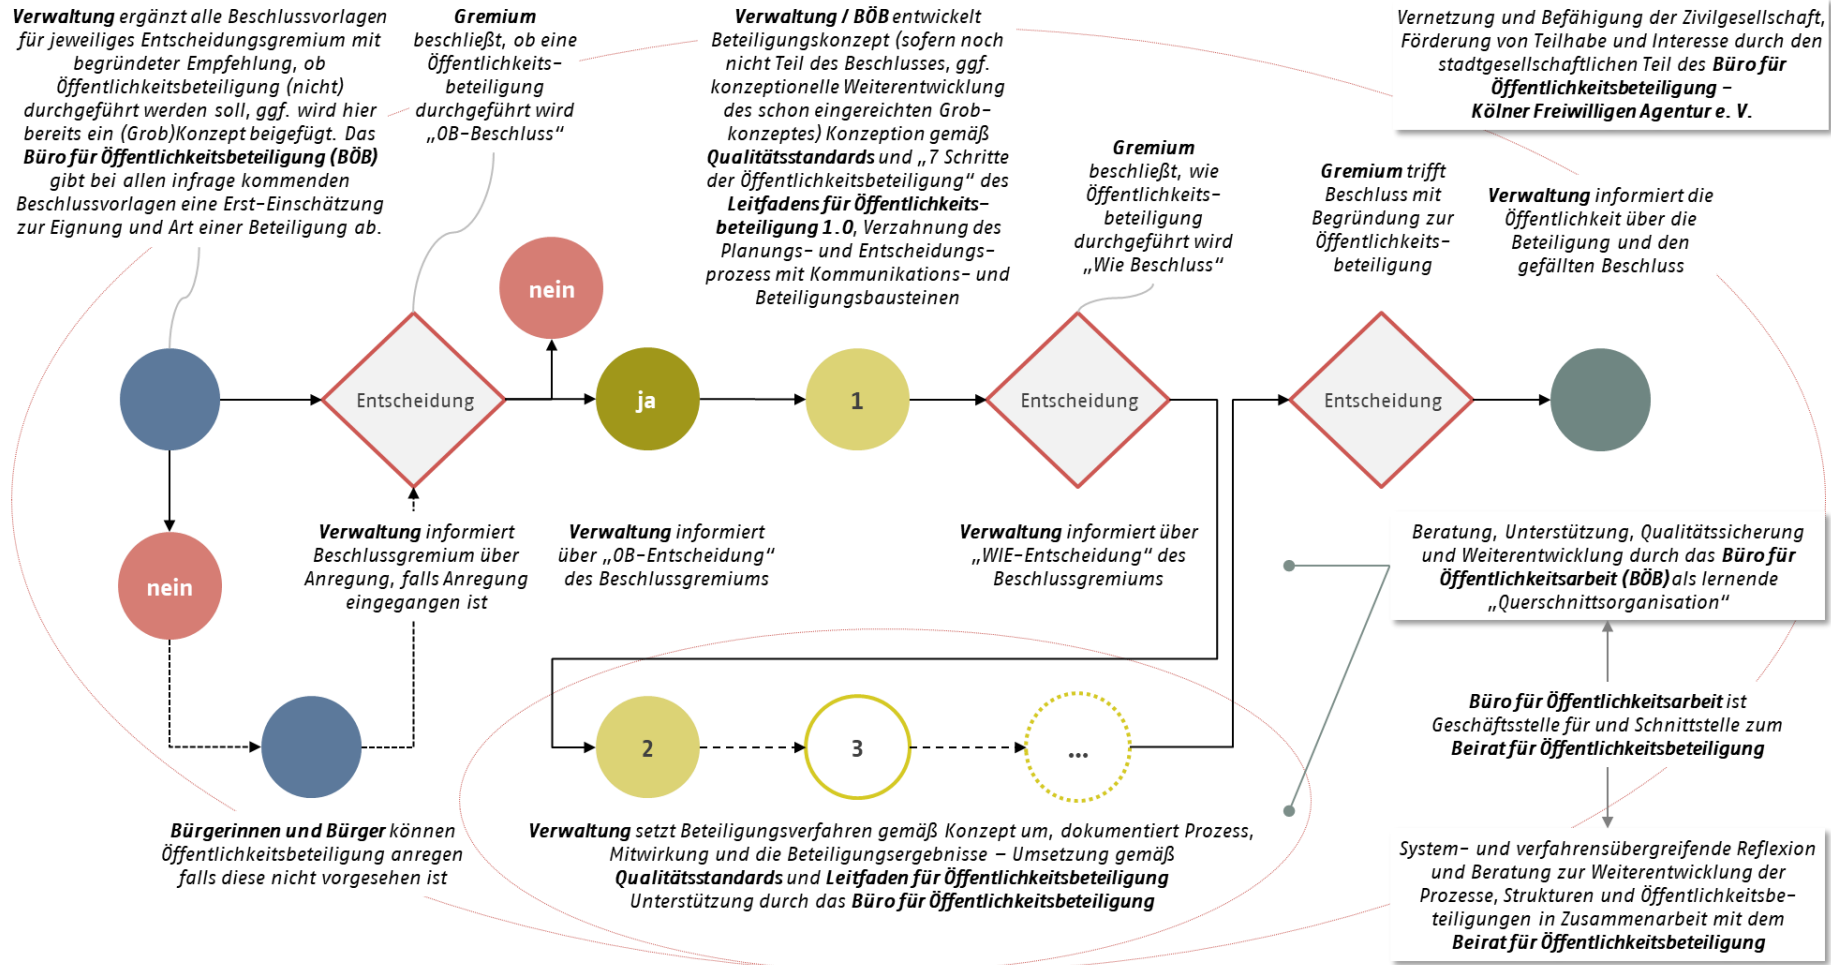 Verwaltung ergänzt alle Beschlussvorlagen
für jeweiliges Entscheidungsgremium mit
begründeter Empfehlung, ob
Öffentlichkeitsbeteiligung (nicht)
durchgeführt werden soll, ggf. wird hier
bereits ein (Grob)Konzept beigefügt. Das
Büro für Öffentlichkeitsbeteiligung (BÖB)
gibt bei allen infrage kommenden
Beschlussvorlagen eine Erst-Einschätzung
zur Eignung und Art einer Beteiligung ab.
Gremium
beschließt, ob eine
Öffentlichkeits-
beteiligung
durchgeführt wird
„OB-Beschluss“
Verwaltung / BÖB entwickelt
Beteiligungskonzept (sofern noch
nicht Teil des Beschlusses, ggf.
konzeptionelle Weiterentwicklung
des schon eingereichten Grob-
konzeptes) Konzeption gemäß
Qualitätsstandards und „7 Schritte
der Öffentlichkeitsbeteiligung“ des
Leitfadens für Öffentlichkeits-
beteiligung 1.0, Verzahnung des
Planungs- und Entscheidungs-
prozess mit Kommunikations- und
Beteiligungsbausteinen
Gremium
beschließt, wie
Öffentlichkeits-
beteiligung
durchgeführt wird
„Wie Beschluss“
Gremium trifft
Beschluss mit
Begründung zur
Öffentlichkeits-
beteiligung
Verwaltung informiert die
Öffentlichkeit über die
Beteiligung und den
gefällten Beschluss
Vernetzung und Befähigung der Zivilgesellschaft,
Förderung von Teilhabe und Interesse durch den
stadtgesellschaftlichen Teil des Büro für
Öffentlichkeitsbeteiligung –
Kölner Freiwilligen Agentur e. V.
nein
Entscheidung
ja
1
Entscheidung
Entscheidung
nein
Verwaltung informiert
Beschlussgremium über
Anregung, falls Anregung
eingegangen ist
Verwaltung informiert
über „OB-Entscheidung“
des Beschlussgremiums
Verwaltung informiert über
„WIE-Entscheidung“ des
Beschlussgremiums
Beratung, Unterstützung, Qualitätssicherung
und Weiterentwicklung durch das Büro für
Öffentlichkeitsarbeit (BÖB) als lernende
„Querschnittsorganisation“
2
3
...
Büro für Öffentlichkeitsarbeit ist
Geschäftsstelle für und Schnittstelle zum
Beirat für Öffentlichkeitsbeteiligung
Bürgerinnen und Bürger können
Öffentlichkeitsbeteiligung anregen
falls diese nicht vorgesehen ist
Verwaltung setzt Beteiligungsverfahren gemäß Konzept um, dokumentiert Prozess,
Mitwirkung und die Beteiligungsergebnisse – Umsetzung gemäß
Qualitätsstandards und Leitfaden für Öffentlichkeitsbeteiligung
Unterstützung durch das Büro für Öffentlichkeitsbeteiligung
System- und verfahrensübergreifende Reflexion
und Beratung zur Weiterentwicklung der
Prozesse, Strukturen und Öffentlichkeitsbe-
teiligungen in Zusammenarbeit mit dem
Beirat für Öffentlichkeitsbeteiligung